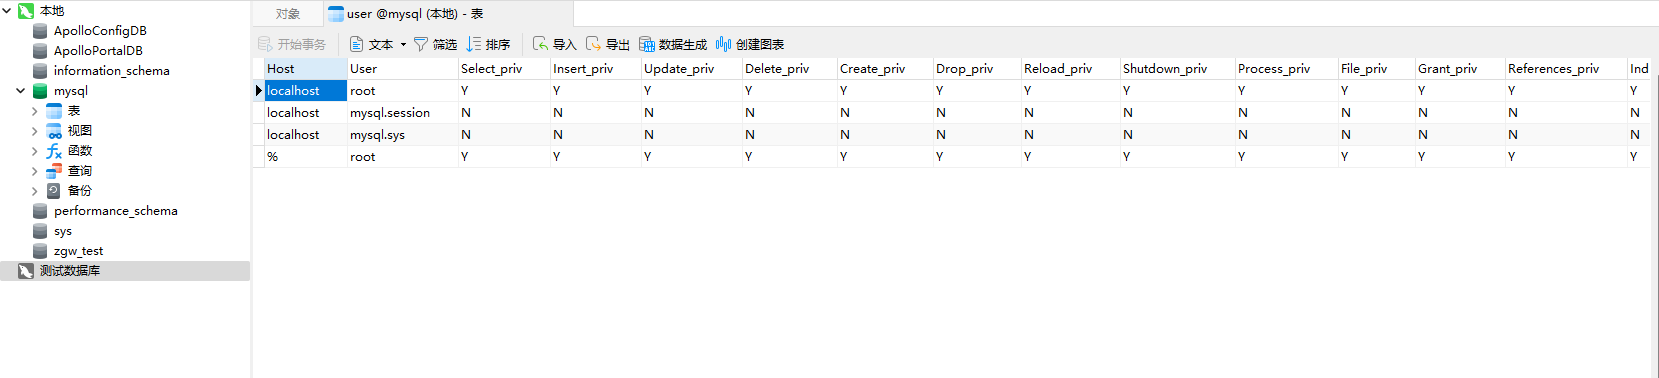 本地
ApolloConfigDB
ApolloPortalDB
information_schema
mysql
表
视图
函数
查询
备份
performance_schema
sys
zgw_test
测试数据库
对象 user @mysql (本地) - 表
开始事务 文本 筛选 排序 导入 导出 数据生成 创建图表
Host User Select_priv Insert_priv Update_priv Delete_priv Create_priv Drop_priv Reload_priv Shutdown_priv Process_priv File_priv Grant_priv References_priv Ind
localhost root Y Y Y Y Y Y Y Y Y Y Y Y Y
localhost mysql.session N N N N N N N N N N N N N
localhost mysql.sys N N N N N N N N N N N N N
% root Y Y Y Y Y Y Y Y Y Y Y Y Y